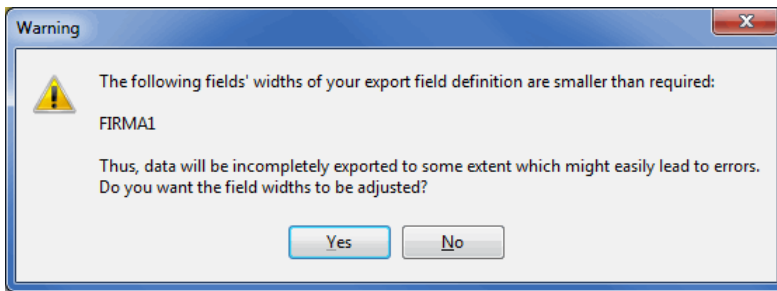 Warning
The following fields' widths of your export field definition are smaller than required:
FIRMA1
Thus, data will be incompletely exported to some extent which might easily lead to errors.
Do you want the field widths to be adjusted?
Yes No